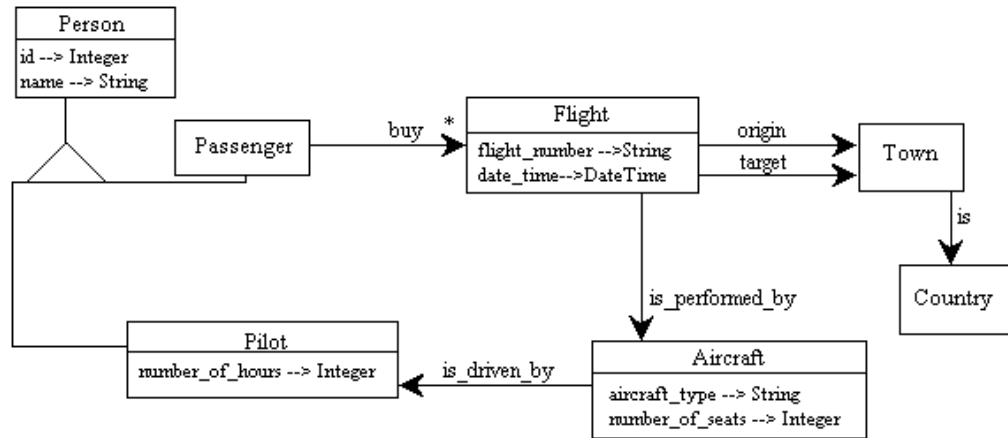 Person
id --> Integer
name --> String
Passenger
buy
*
Flight
flight_number -->String
date_time-->DateTime
origin
target
Town
is
Country
is_performed_by
Pilot
number_of_hours --> Integer
is_driven_by
Aircraft
aircraft_type --> String
number_of_seats --> Integer